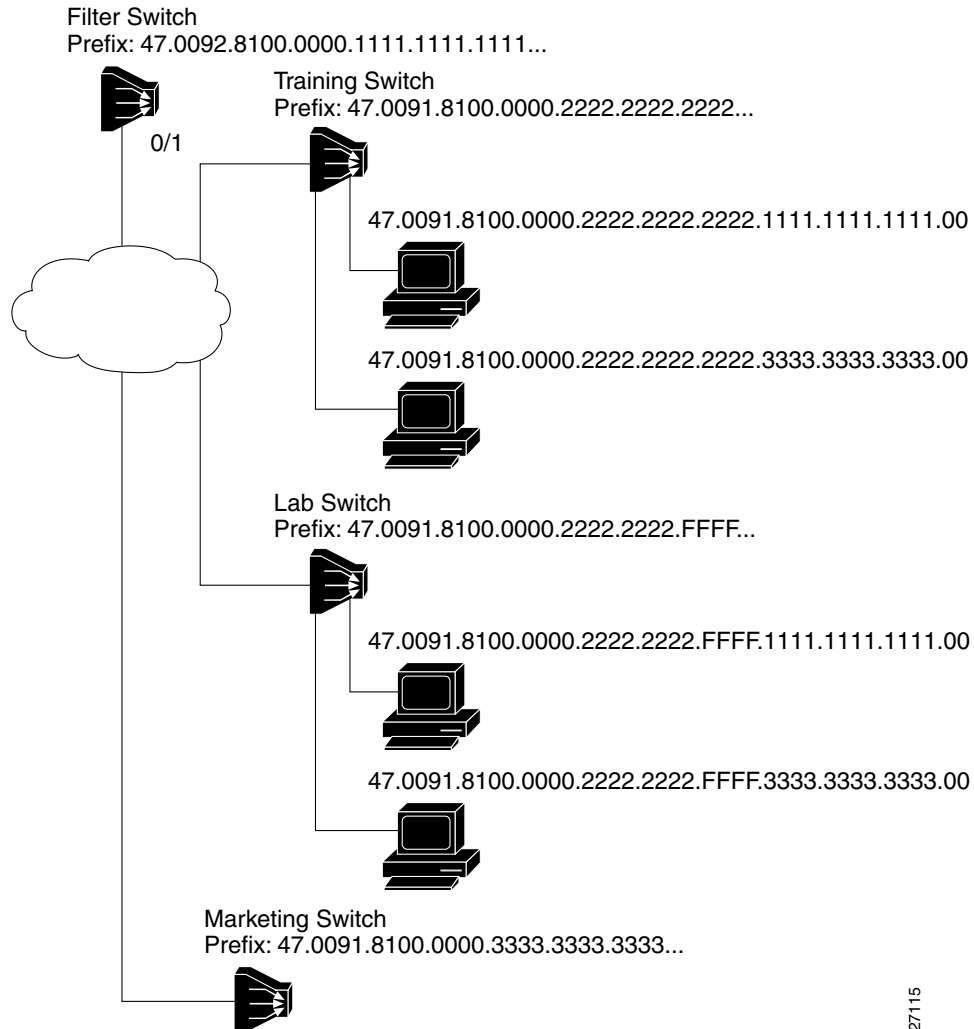 Filter Switch
Prefix: 47.0092.8100.0000.1111.1111.1111...
Training Switch
Prefix: 47.0091.8100.0000.2222.2222.2222...
0/1
47.0091.8100.0000.2222.2222.2222.1111.1111.1111.00
47.0091.8100.0000.2222.2222.2222.3333.3333.3333.00
Lab Switch
Prefix: 47.0091.8100.0000.2222.2222.FFFF...
47.0091.8100.0000.2222.2222.FFFF.1111.1111.1111.00
47.0091.8100.0000.2222.2222.FFFF.3333.3333.3333.00
Marketing Switch
Prefix: 47.0091.8100.0000.3333.3333.3333...
27115